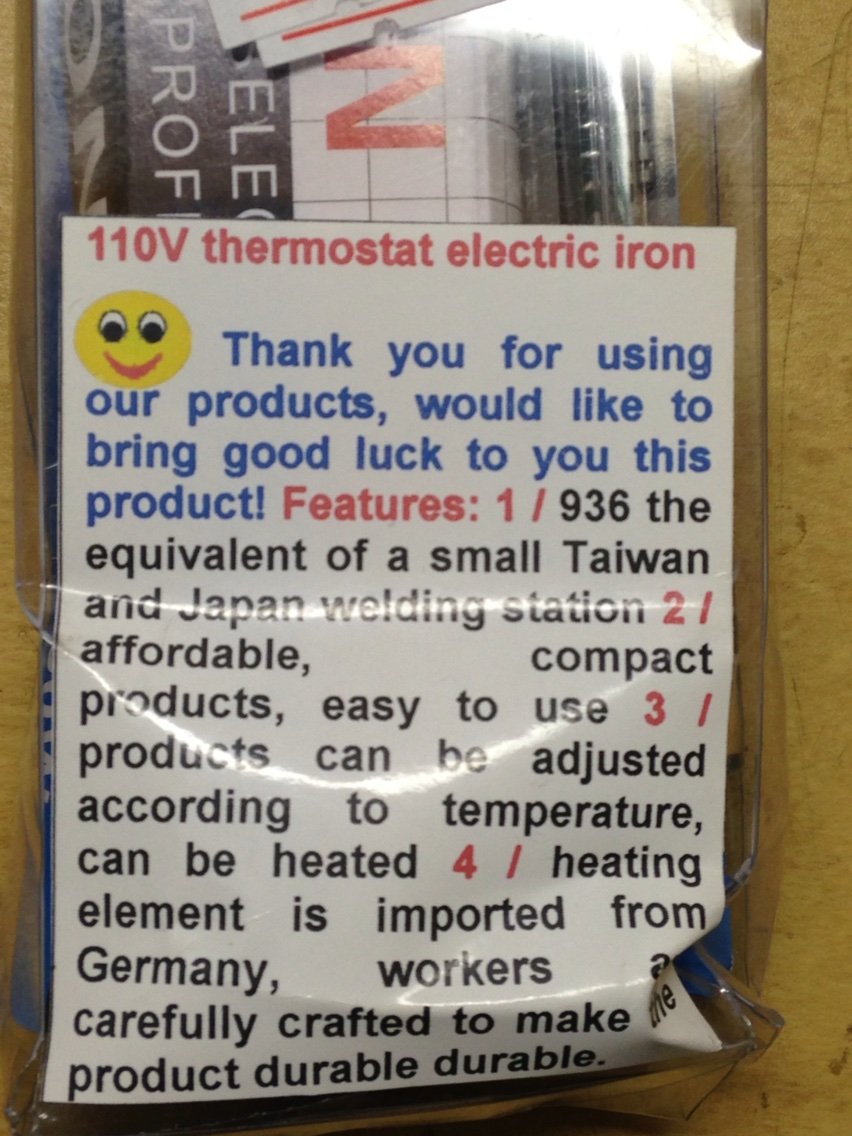 PROF
ELEC
N
110V thermostat electric iron
Thank you for using
our products, would like to
bring good luck to you this
product! Features: 1 / 936 the
equivalent of a small Taiwan
and Japan welding station 2 /
affordable, compact
products, easy to use 3 /
products can be adjusted
according to temperature,
can be heated 4 / heating
element is imported from
Germany, workers
carefully crafted to make the
product durable durable.